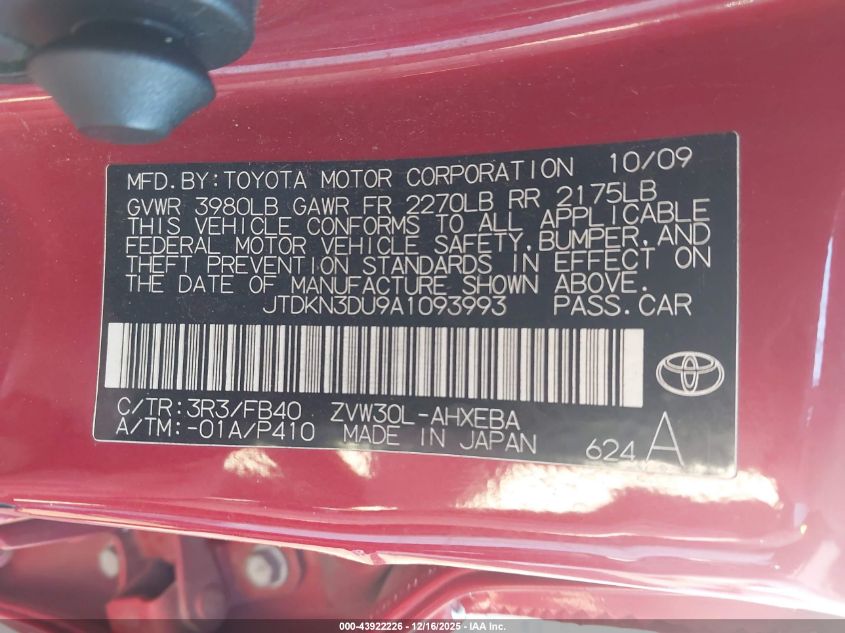 MFD.BY:TOYOTA MOTOR CORPORATION 10/09
GVWR 3980LB GAWR FR 2270LB RR 2175LB
THIS VEHICLE CONFORMS TO ALL APPLICABLE
FEDERAL MOTOR VEHICLE SAFETY,BUMPER,AND
THEFT PREVENTION STANDARDS IN EFFECT ON
THE DATE OF MANUFACTURE SHOWN ABOVE.
JTDKN3DU9A1093993 PASS.CAR
C/TR:3R3/FB40 ZVW30L-AHXEBA
A/TM:-01A/P410 MADE IN JAPAN 624 A
000-43922226 - 12/16/2025 - IAA Inc.